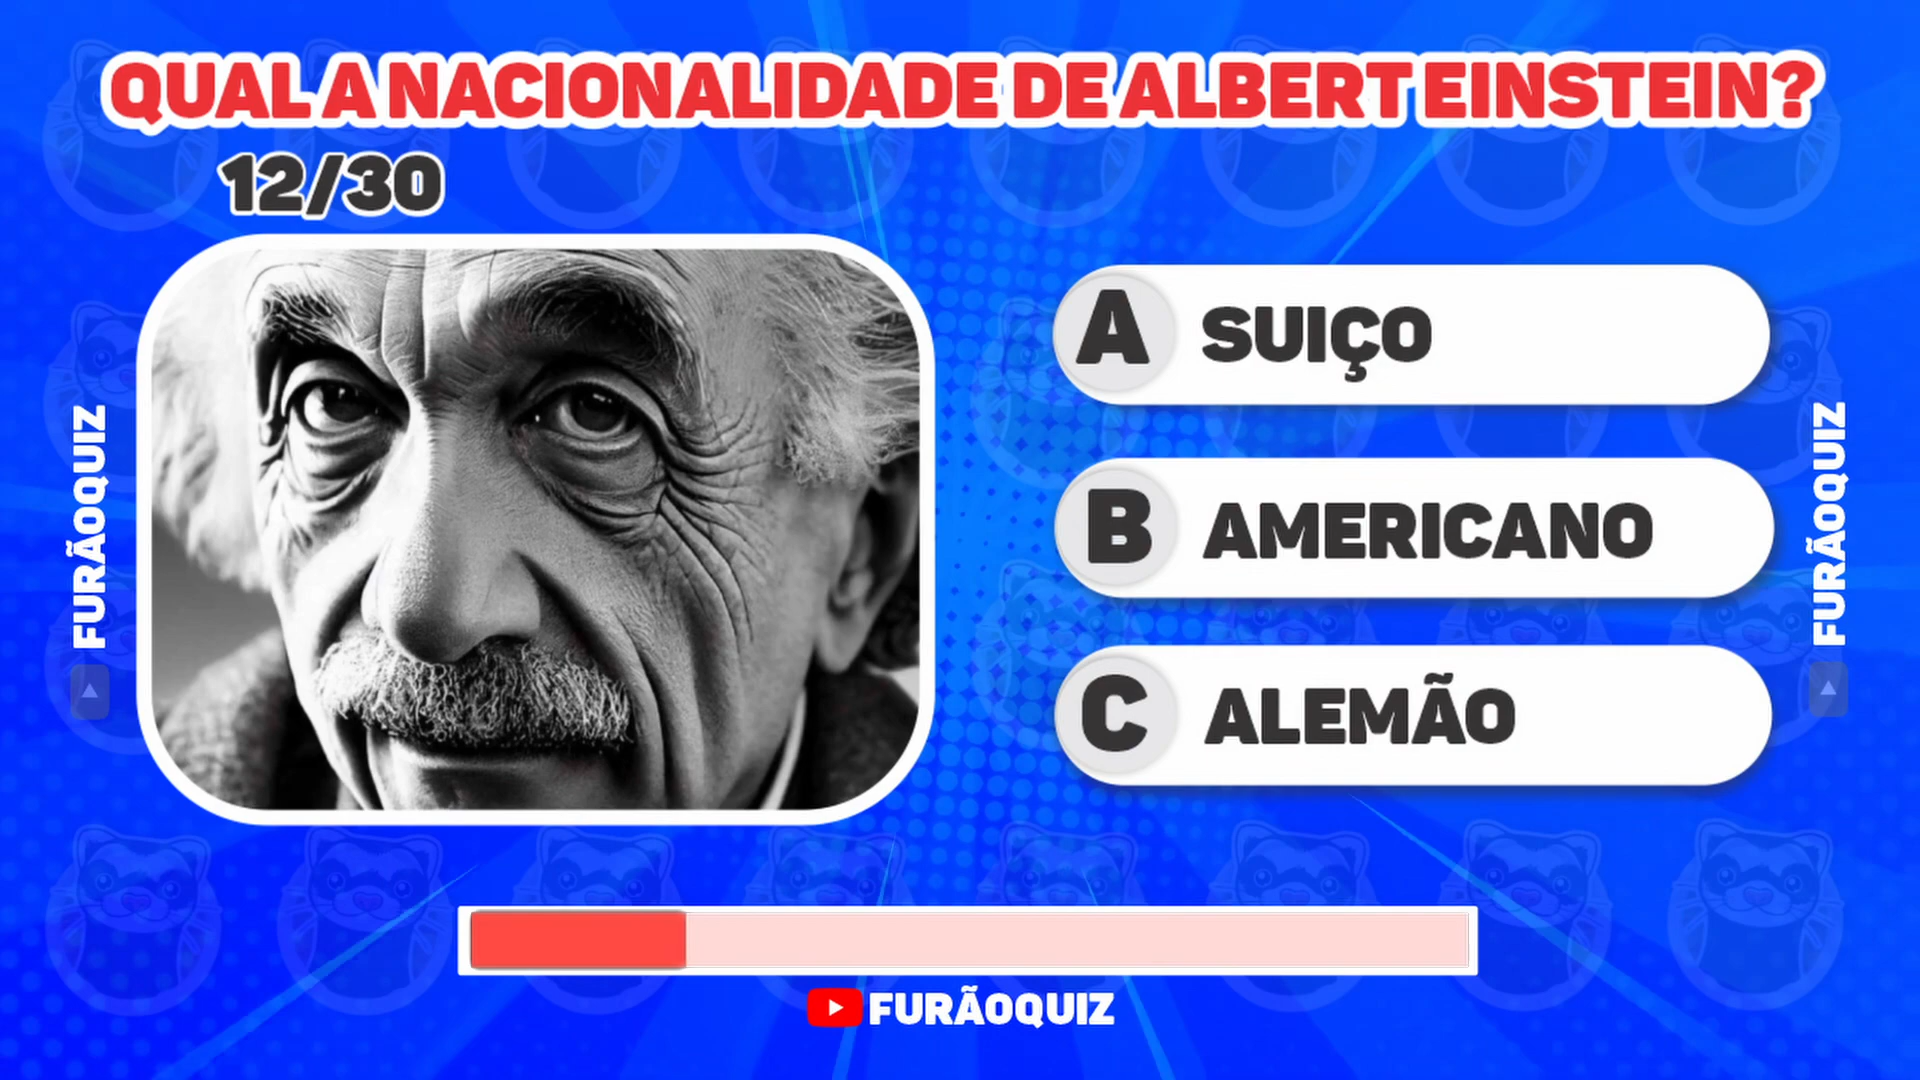 QUAL A NACIONALIDADE DE ALBERT EINSTEIN?
12/30
A SUIÇO
B AMERICANO
C ALEMÃO
FURÃOQUIZ
FURÃOQUIZ
FURÃOQUIZ